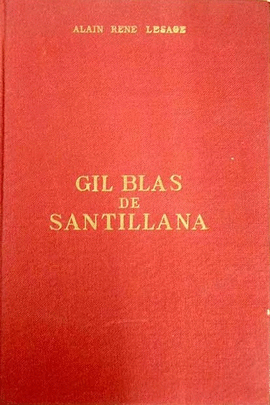 ALAIN RENE LESAGE
GIL BLAS
DE
SANTILLANA